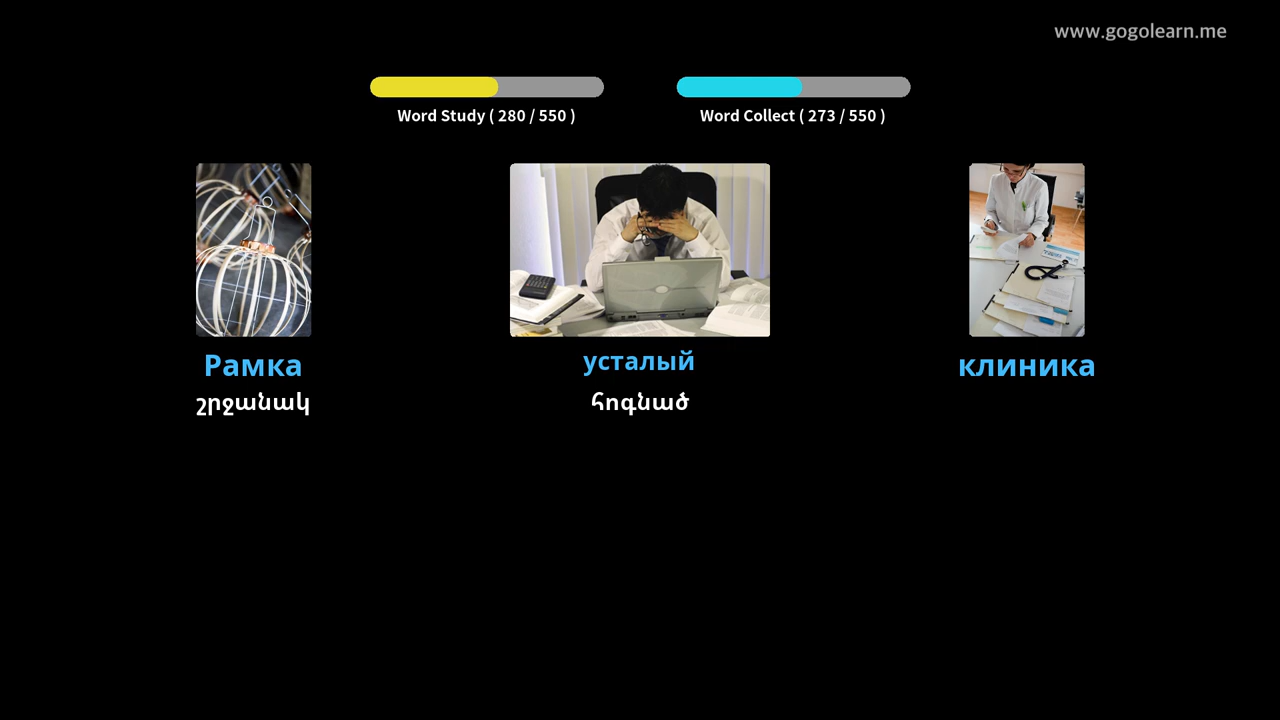 www.gogolearn.me
Word Study ( 280 / 550 )
Word Collect ( 273 / 550 )
Рамка
շրջանակ
усталый
հոգնած
клиника